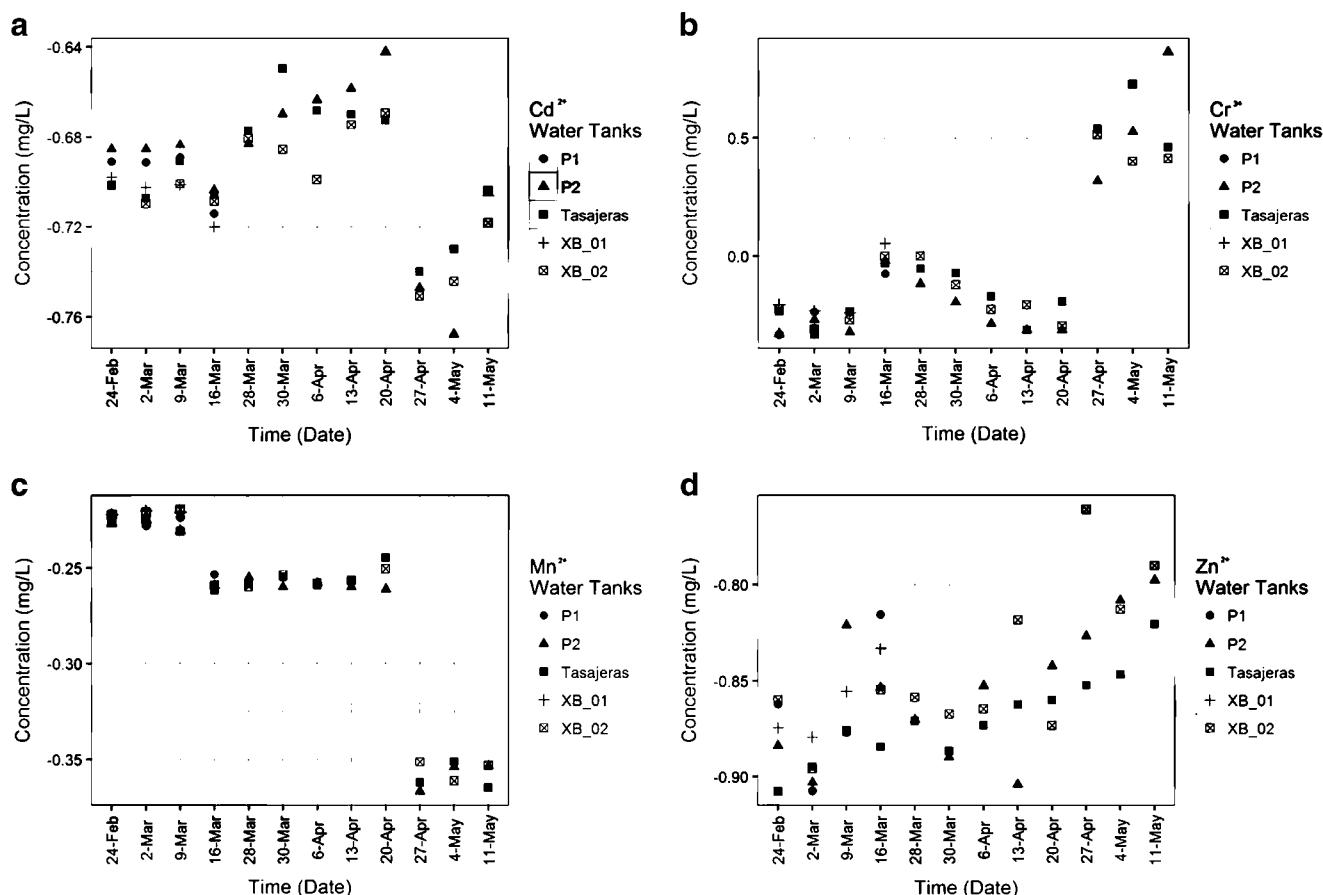 a
-0.64
-0.68
-0.72
-0.76
Concentration (mg/L)
24-Feb
2-Mar
9-Mar
16-Mar
28-Mar
30-Mar
6-Apr
13-Apr
20-Apr
27-Apr
4-May
11-May
Time (Date)
Cd²⁺
Water Tanks
P1
P2
Tasajeras
XB_01
XB_02
b
0.5
0.0
Concentration (mg/L)
24-Feb
2-Mar
9-Mar
16-Mar
28-Mar
30-Mar
6-Apr
13-Apr
20-Apr
27-Apr
4-May
11-May
Time (Date)
Cr³⁺
Water Tanks
P1
P2
Tasajeras
XB_01
XB_02
c
-0.25
-0.30
-0.35
Concentration (mg/L)
24-Feb
2-Mar
9-Mar
16-Mar
28-Mar
30-Mar
6-Apr
13-Apr
20-Apr
27-Apr
4-May
11-May
Time (Date)
Mn²⁺
Water Tanks
P1
P2
Tasajeras
XB_01
XB_02
d
-0.80
-0.85
-0.90
Concentration (mg/L)
24-Feb
2-Mar
9-Mar
16-Mar
28-Mar
30-Mar
6-Apr
13-Apr
20-Apr
27-Apr
4-May
11-May
Time (Date)
Zn²⁺
Water Tanks
P1
P2
Tasajeras
XB_01
XB_02